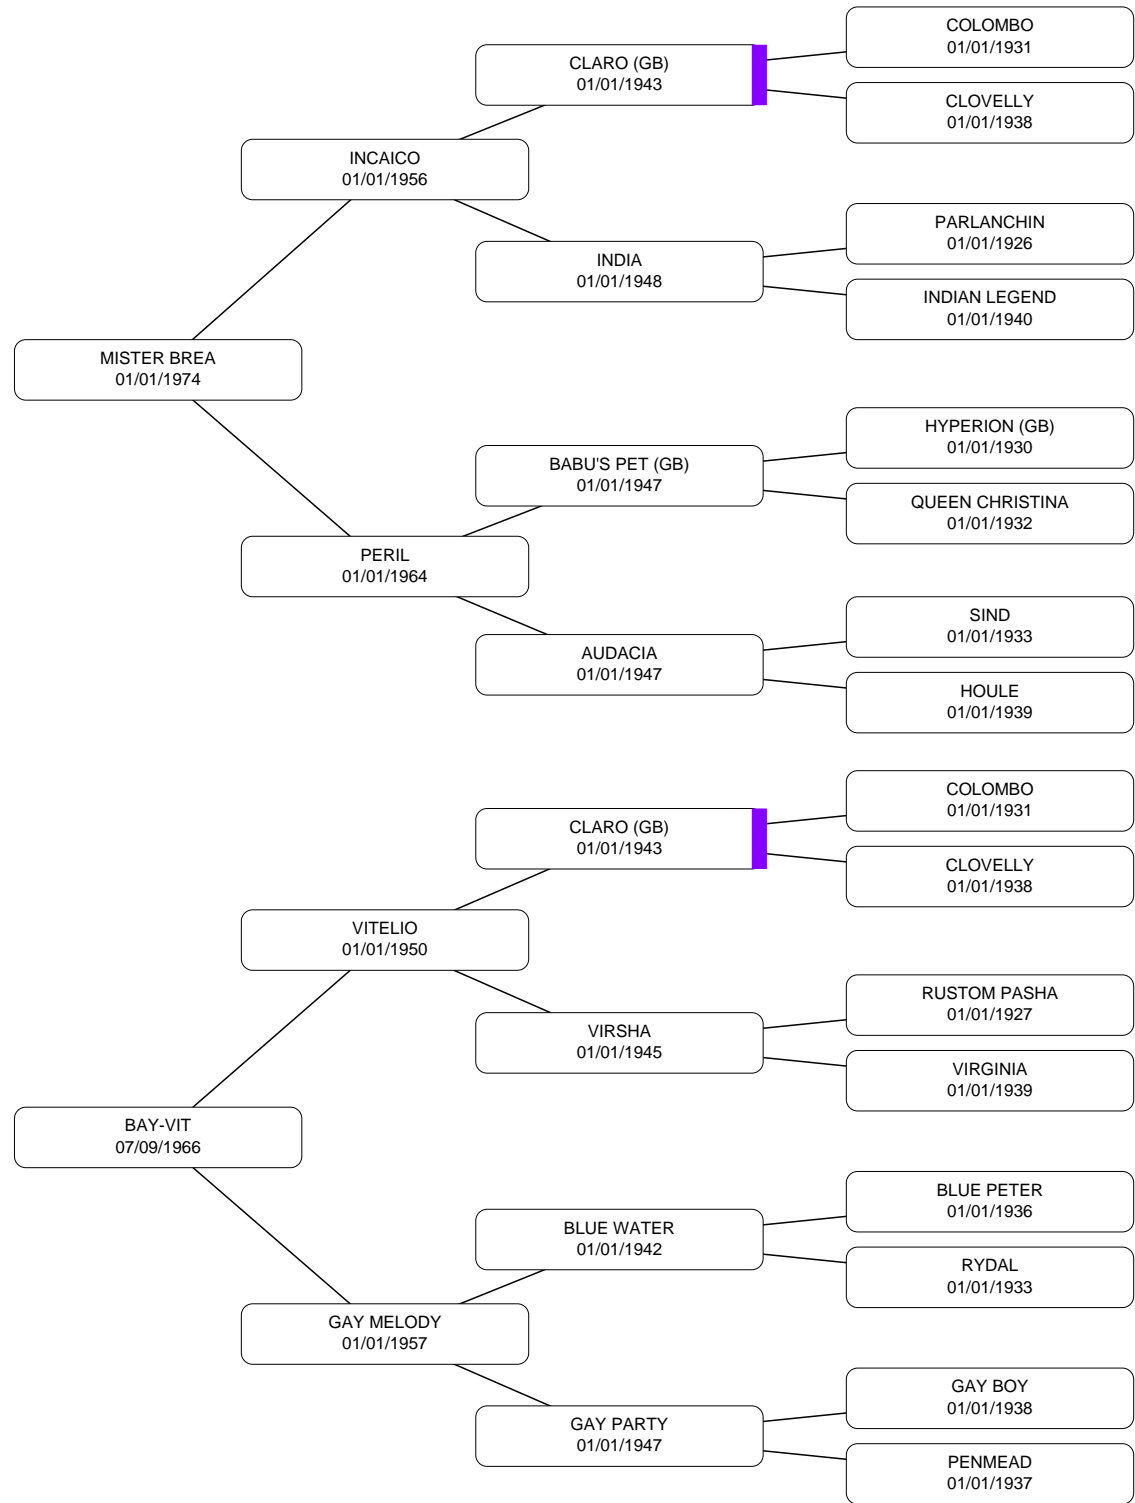 COLOMBO
01/01/1931
CLARO (GB)
01/01/1943
CLOVELLY
01/01/1938
INCAICO
01/01/1956
PARLANCHIN
01/01/1926
INDIA
01/01/1948
INDIAN LEGEND
01/01/1940
MISTER BREA
01/01/1974
HYPERION (GB)
01/01/1930
BABU'S PET (GB)
01/01/1947
QUEEN CHRISTINA
01/01/1932
PERIL
01/01/1964
SIND
01/01/1933
AUDACIA
01/01/1947
HOULE
01/01/1939
COLOMBO
01/01/1931
CLARO (GB)
01/01/1943
CLOVELLY
01/01/1938
VITELIO
01/01/1950
RUSTOM PASHA
01/01/1927
VIRSHA
01/01/1945
VIRGINIA
01/01/1939
BAY-VIT
07/09/1966
BLUE PETER
01/01/1936
BLUE WATER
01/01/1942
RYDAL
01/01/1933
GAY MELODY
01/01/1957
GAY BOY
01/01/1938
GAY PARTY
01/01/1947
PENMEAD
01/01/1937